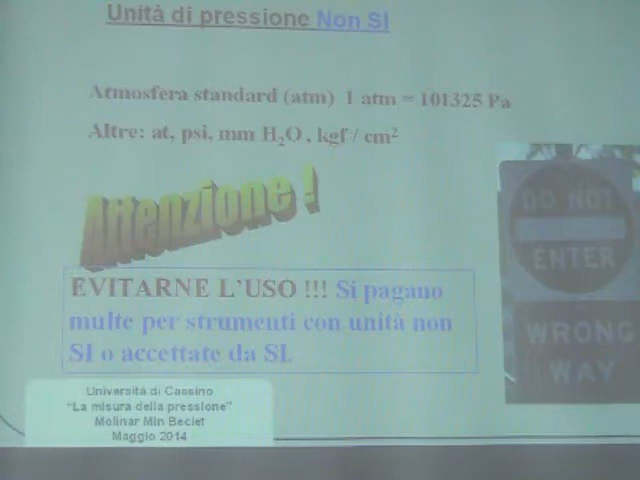 Unità di pressione Non SI
Atmosfera standard (atm) 1 atm = 101325 Pa
Altre: at, psi, mm H₂O , kgf / cm²
Attenzione !
DO NOT
ENTER
WRONG
WAY
EVITARNE L'USO !!! Si pagano
multe per strumenti con unità non
SI o accettate da SI.
Università di Cassino
"La misura della pressione"
Molinar Min Beciet
Maggio 2014